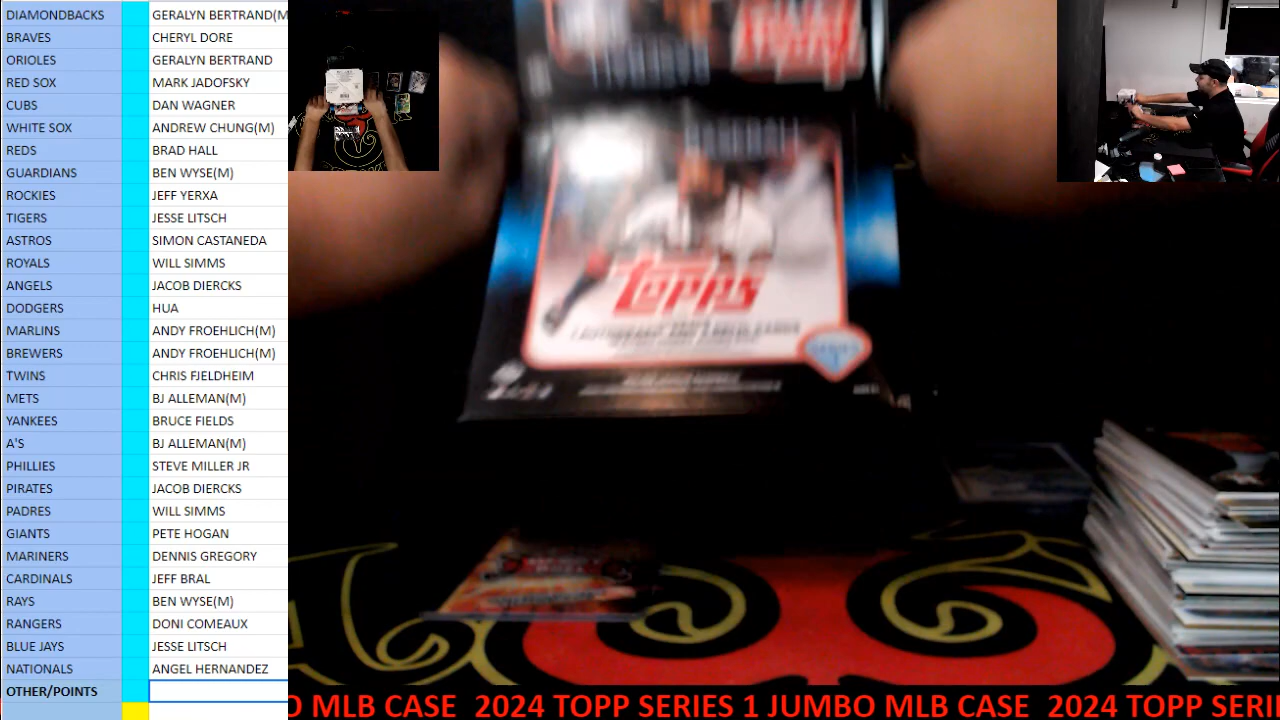 DIAMONDBACKS GERALYN BERTRAND(M
BRAVES CHERYL DORE
ORIOLES GERALYN BERTRAND
RED SOX MARK JADOFSKY
CUBS DAN WAGNER
WHITE SOX ANDREW CHUNG(M)
REDS BRAD HALL
GUARDIANS BEN WYSE(M)
ROCKIES JEFF YERXA
TIGERS JESSE LITSCH
ASTROS SIMON CASTANEDA
ROYALS WILL SIMMS
ANGELS JACOB DIERCKS
DODGERS HUA
MARLINS ANDY FROEHLICH(M)
BREWERS ANDY FROEHLICH(M)
TWINS CHRIS FJELDHEIM
METS BJ ALLEMAN(M)
YANKEES BRUCE FIELDS
A'S BJ ALLEMAN(M)
PHILLIES STEVE MILLER JR
PIRATES JACOB DIERCKS
PADRES WILL SIMMS
GIANTS PETE HOGAN
MARINERS DENNIS GREGORY
CARDINALS JEFF BRAL
RAYS BEN WYSE(M)
RANGERS DONI COMEAUX
BLUE JAYS JESSE LITSCH
NATIONALS ANGEL HERNANDEZ
OTHER/POINTS
BASEBALL
topps
SERIES 1
O MLB CASE 2024 TOPP SERIES 1 JUMBO MLB CASE 2024 TOPP SERI